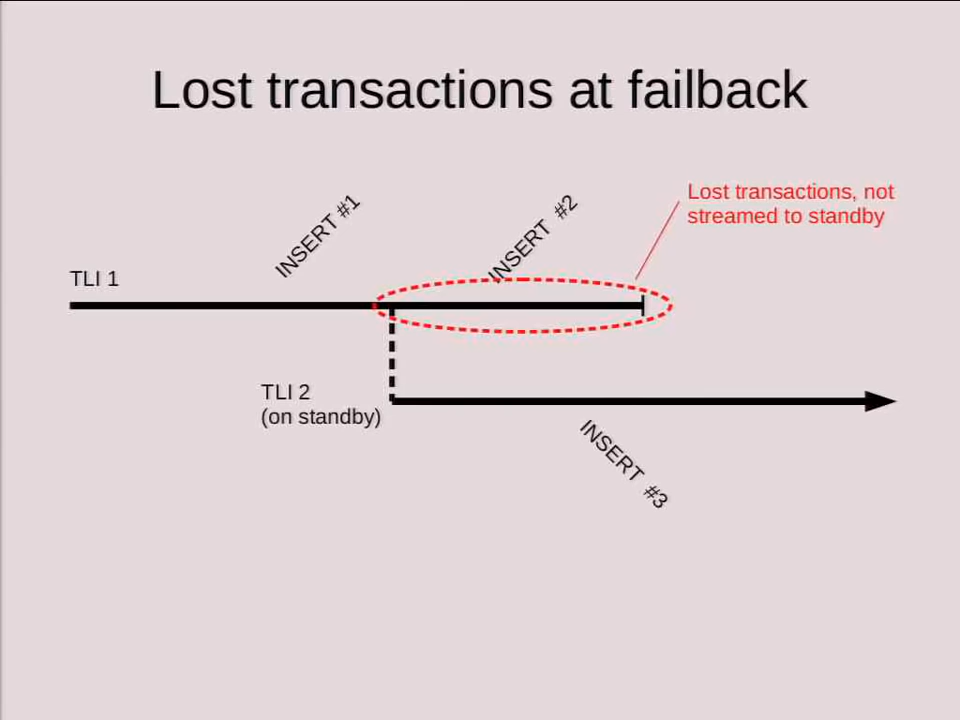 Lost transactions at failback
Lost transactions, not
streamed to standby
INSERT #1
INSERT #2
TLI 1
TLI 2
(on standby)
INSERT #3